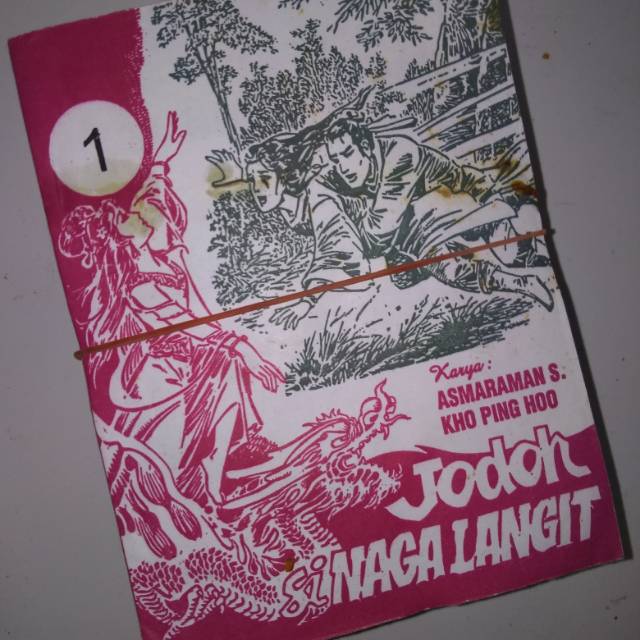 1
Karya :
ASMARAMAN S.
KHO PING HOO
Jodoh
si NAGA LANGIT